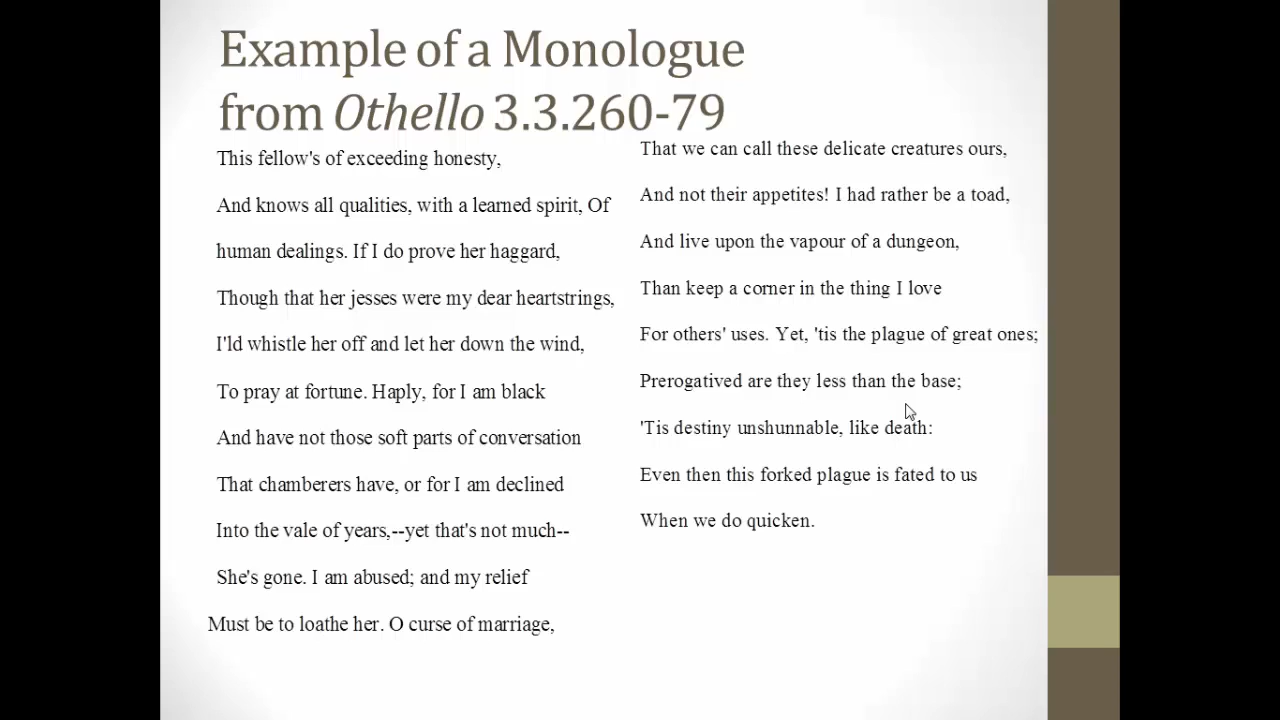 Example of a Monologue
from Othello 3.3.260-79
This fellow's of exceeding honesty,
And knows all qualities, with a learned spirit, Of
human dealings. If I do prove her haggard,
Though that her jesses were my dear heartstrings,
I'ld whistle her off and let her down the wind,
To pray at fortune. Haply, for I am black
And have not those soft parts of conversation
That chamberers have, or for I am declined
Into the vale of years,--yet that's not much--
She's gone. I am abused; and my relief
Must be to loathe her. O curse of marriage,
That we can call these delicate creatures ours,
And not their appetites! I had rather be a toad,
And live upon the vapour of a dungeon,
Than keep a corner in the thing I love
For others' uses. Yet, 'tis the plague of great ones;
Prerogatived are they less than the base;
'Tis destiny unshunnable, like death:
Even then this forked plague is fated to us
When we do quicken.